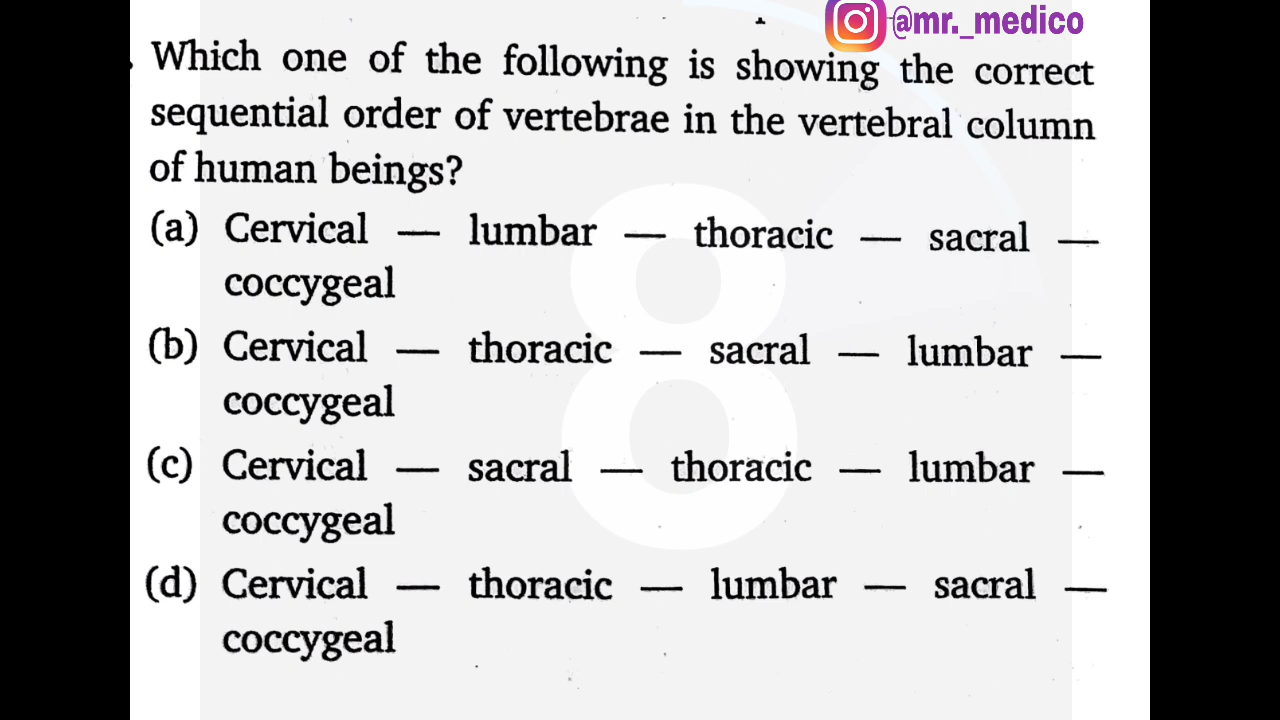 @mr._medico
Which one of the following is showing the correct
sequential order of vertebrae in the vertebral column
of human beings?
(a) Cervical — lumbar — thoracic — sacral —
coccygeal
(b) Cervical — thoracic — sacral — lumbar —
coccygeal
(c) Cervical — sacral — thoracic — lumbar —
coccygeal
(d) Cervical — thoracic — lumbar — sacral —
coccygeal
8